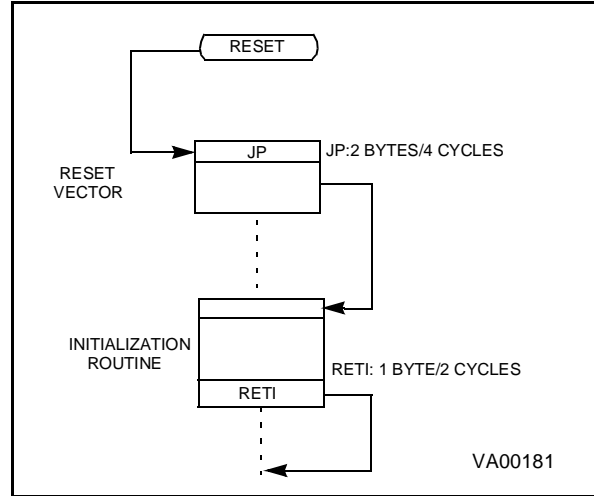 RESET
JP
JP:2 BYTES/4 CYCLES
RESET
VECTOR
INITIALIZATION
ROUTINE
RETI: 1 BYTE/2 CYCLES
RETI
VA00181